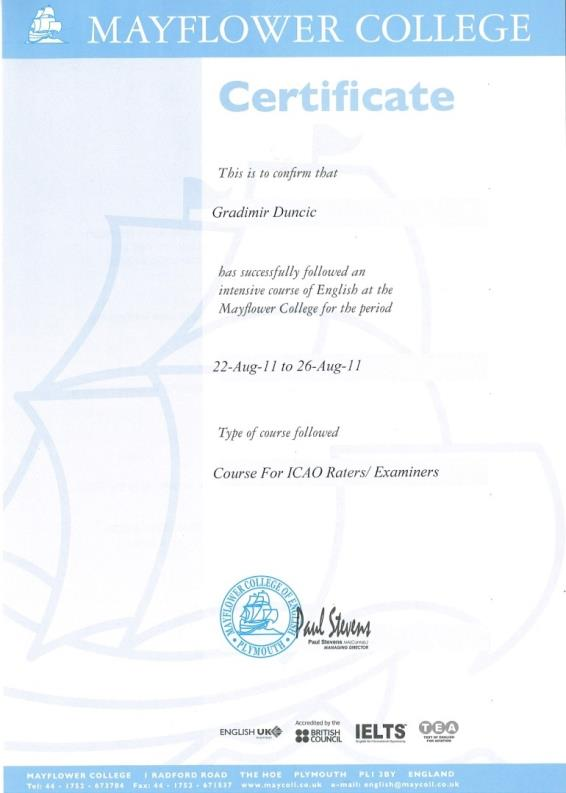 MAYFLOWER COLLEGE
Certificate
This is to confirm that
Gradimir Duncic
has successfully followed an
intensive course of English at the
Mayflower College for the period
22-Aug-11 to 26-Aug-11
Type of course followed
Course For ICAO Raters/ Examiners
MAYFLOWER COLLEGE OF ENGLISH
• PLYMOUTH •
Paul Stevens
Paul Stevens
MANAGING DIRECTOR
ENGLISH UK
Accredited by the
BRITISH
COUNCIL
IELTS
TEA
TEST OF ENGLISH
FOR AVIATION
MAYFLOWER COLLEGE 1 RADFORD ROAD THE HOE PLYMOUTH PL1 3BY ENGLAND
Tel: 44 - 1752 - 673784 Fax: 44 - 1752 - 671537 www.maycoll.co.uk e-mail: english@maycoll.co.uk